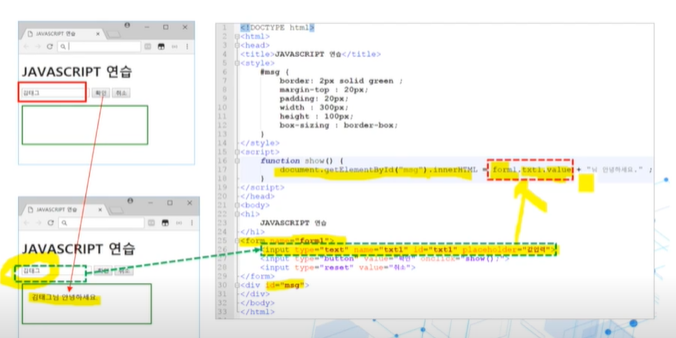 JAVASCRIPT 연습
JAVASCRIPT 연습
김태그
확인
취소
JAVASCRIPT 연습
JAVASCRIPT 연습
김태그
취소
김태그님 안녕하세요.
1 <!DOCTYPE html>
2 <html>
3 <head>
4 <title>JAVASCRIPT 연습</title>
5 <style>
6 #msg {
7 border: 2px solid green ;
8 margin-top : 20px;
9 padding: 20px;
10 width : 300px;
11 height : 100px;
12 box-sizing : border-box;
13 }
14 </style>
15 <script>
16 function show() {
17 document.getElementById("msg").innerHTML = form1.txt1.value + "님 안녕하세요." ;
18 }
19 </script>
20 </head>
21 <body>
22 <h1>
23 JAVASCRIPT 연습
24 </h1>
25 <form name="form1">
26 <input type="text" name="txt1" id="txt1" placeholder="값입력">
27 <input type="button" value="확인" onclick="show();">
28 <input type="reset" value="취소">
29 </form>
30 <div id="msg">
31 </div>
32 </body>
33 </html>